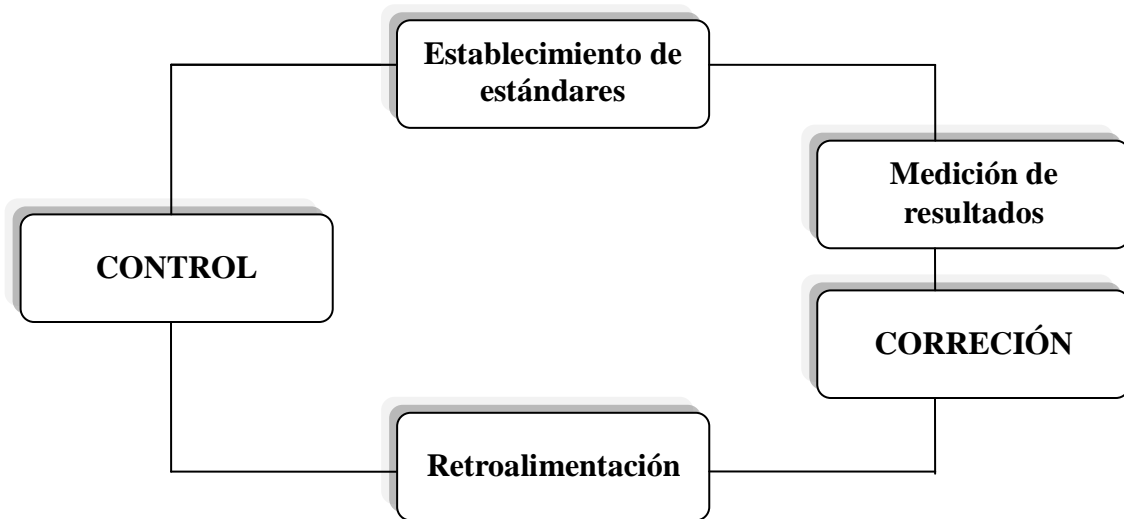 Establecimiento de
estándares
Medición de
resultados
CONTROL
CORRECIÓN
Retroalimentación